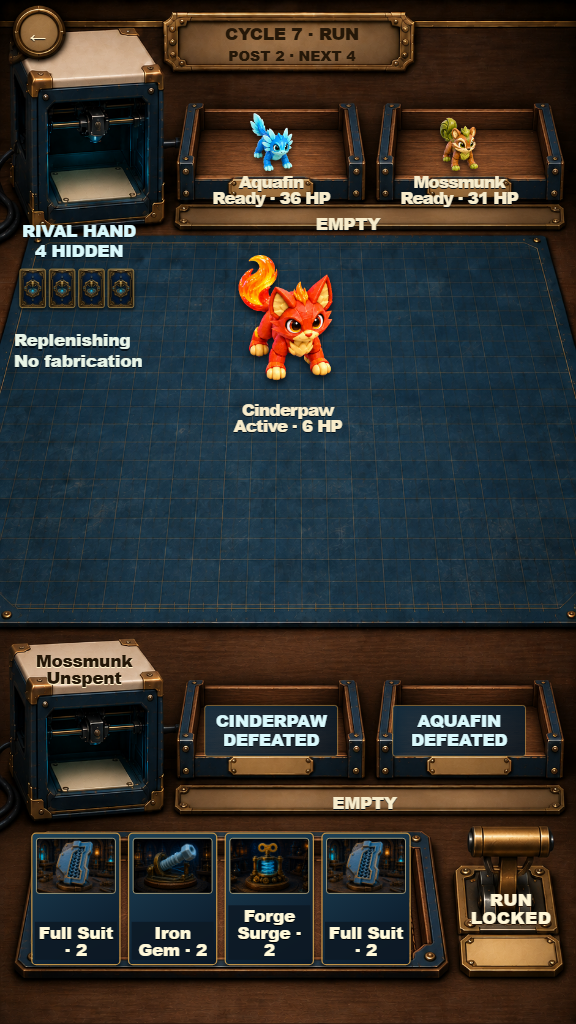 ←
CYCLE 7 · RUN
POST 2 · NEXT 4
Aquafin
Ready · 36 HP
Mossmunk
Ready · 31 HP
EMPTY
RIVAL HAND
4 HIDDEN
Replenishing
No fabrication
Cinderpaw
Active · 6 HP
Mossmunk
Unspent
CINDERPAW
DEFEATED
AQUAFIN
DEFEATED
EMPTY
Full Suit
· 2
Iron
Gem · 2
Forge
Surge ·
2
Full Suit
· 2
RUN
LOCKED